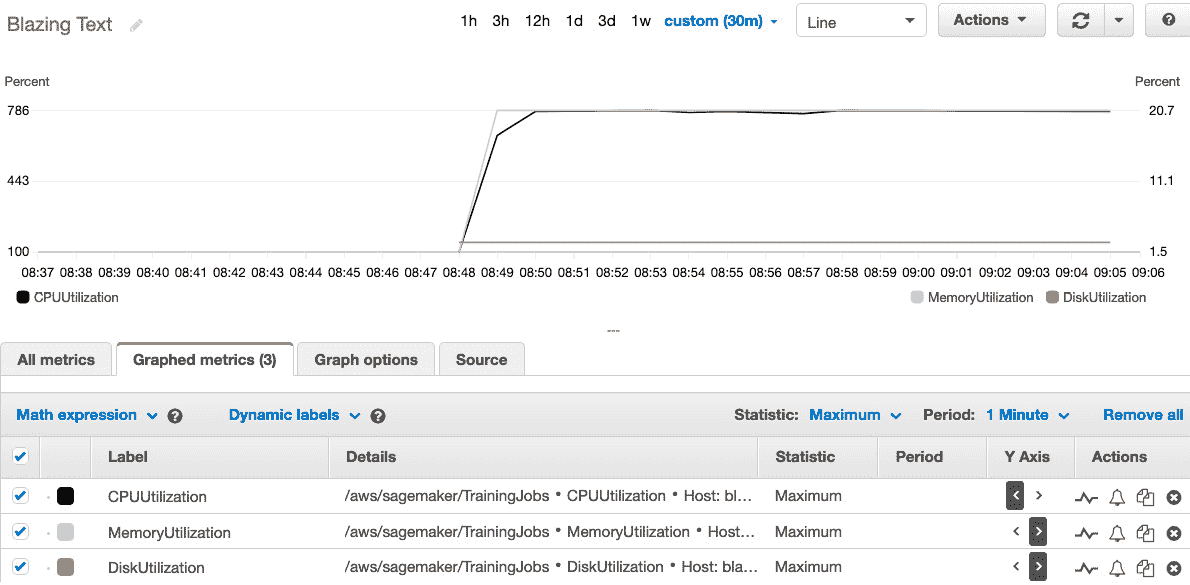 Blazing Text
1h 3h 12h 1d 3d 1w custom (30m) Line Actions
Percent Percent
786 20.7
443 11.1
100 1.5
08:37 08:38 08:39 08:40 08:41 08:42 08:43 08:44 08:45 08:46 08:47 08:48 08:49 08:50 08:51 08:52 08:53 08:54 08:55 08:56 08:57 08:58 08:59 09:00 09:01 09:02 09:03 09:04 09:05 09:06
CPUUtilization MemoryUtilization DiskUtilization
All metrics Graphed metrics (3) Graph options Source
Math expression Dynamic labels Statistic: Maximum Period: 1 Minute Remove all
Label Details Statistic Period Y Axis Actions
CPUUtilization /aws/sagemaker/TrainingJobs • CPUUtilization • Host: bl... Maximum
MemoryUtilization /aws/sagemaker/TrainingJobs • MemoryUtilization • Host... Maximum
DiskUtilization /aws/sagemaker/TrainingJobs • DiskUtilization • Host: bla... Maximum